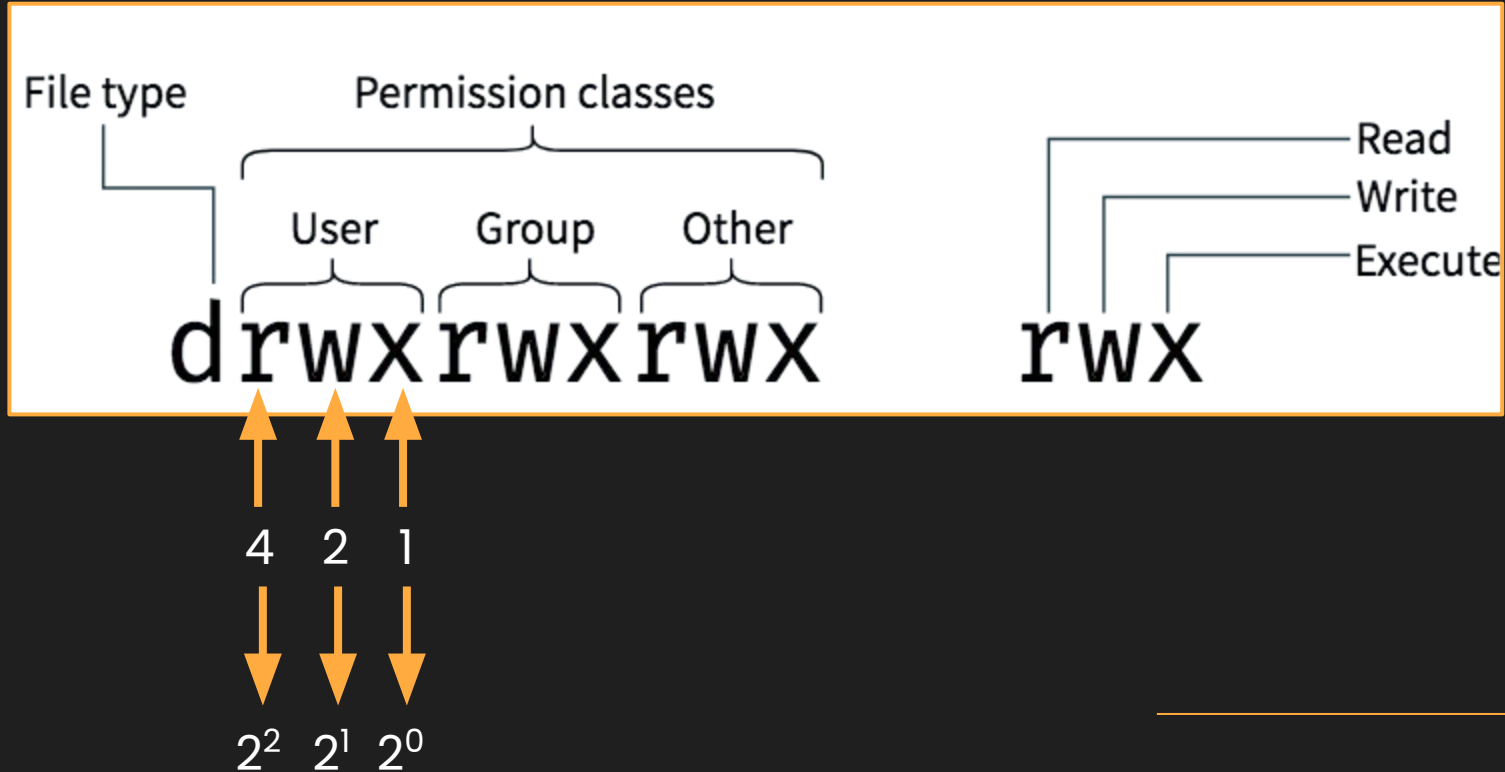 File type
Permission classes
Read
Write
User Group Other
Execute
drwxrwxrwx rwx
4 2 1
2² 2¹ 2⁰